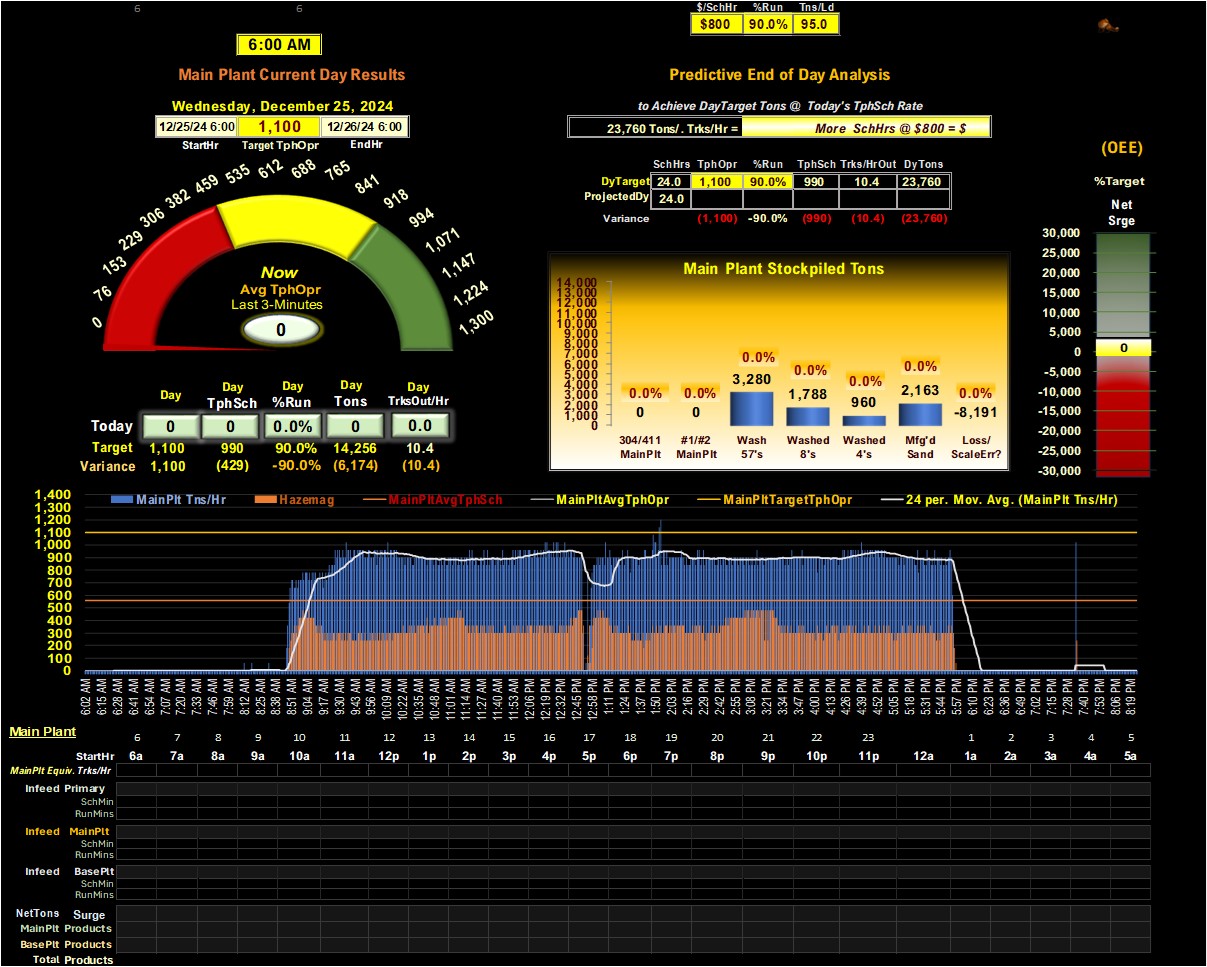 6 6
$/SchHr %Run Tns/Ld
$800 90.0% 95.0
6:00 AM
Main Plant Current Day Results
Predictive End of Day Analysis
Wednesday, December 25, 2024
to Achieve DayTarget Tons @ Today's TphSch Rate
12/25/24 6:00 1,100 12/26/24 6:00
23,760 Tons/. Trks/Hr = More SchHrs @ $800 = $
StartHr Target TphOpr EndHr
(OEE)
SchHrs TphOpr %Run TphSch Trks/HrOut DyTons
DyTarget 24.0 1,100 90.0% 990 10.4 23,760
ProjectedDy 24.0
Variance (1,100) -90.0% (990) (10.4) (23,760)
%Target
Net
Srge
30,000
25,000
20,000
15,000
10,000
5,000
0
0
-5,000
-10,000
-15,000
-20,000
-25,000
-30,000
0 76 153 229 306 382 459 535 612 688 765 841 918 994 1,071 1,147 1,224 1,300
Now
Avg TphOpr
Last 3-Minutes
0
Main Plant Stockpiled Tons
14,000
13,000
12,000
11,000
10,000
9,000
8,000
7,000
6,000
5,000
4,000
3,000
2,000
1,000
0
0.0% 0.0% 0.0% 0.0% 0.0% 0.0% 0.0%
0 0 3,280 1,788 960 2,163 -8,191
304/411 #1/#2 Wash Washed Washed Mfg'd Loss/
MainPlt MainPlt 57's 8's 4's Sand ScaleErr?
Day Day Day Day Day
TphSch %Run Tons TrksOut/Hr
Today 0 0 0.0% 0 0.0
Target 1,100 990 90.0% 14,256 10.4
Variance 1,100 (429) -90.0% (6,174) (10.4)
MainPlt Tns/Hr Hazemag MainPltAvgTphSch MainPltAvgTphOpr MainPltTargetTphOpr 24 per. Mov. Avg. (MainPlt Tns/Hr)
1,400
1,300
1,200
1,100
1,000
900
800
700
600
500
400
300
200
100
0
6:02 AM 6:15 AM 6:28 AM 6:41 AM 6:54 AM 7:07 AM 7:20 AM 7:33 AM 7:46 AM 7:59 AM 8:12 AM 8:25 AM 8:38 AM 8:51 AM 9:04 AM 9:17 AM 9:30 AM 9:43 AM 9:56 AM 10:09 AM 10:22 AM 10:35 AM 10:49 AM 11:01 AM 11:14 AM 11:27 AM 11:40 AM 11:53 AM 12:06 PM 12:19 PM 12:32 PM 12:45 PM 12:58 PM 1:11 PM 1:24 PM 1:37 PM 1:50 PM 2:03 PM 2:16 PM 2:29 PM 2:42 PM 2:55 PM 3:08 PM 3:21 PM 3:34 PM 3:47 PM 4:00 PM 4:13 PM 4:26 PM 4:39 PM 4:52 PM 5:05 PM 5:18 PM 5:31 PM 5:44 PM 5:57 PM 6:10 PM 6:23 PM 6:36 PM 6:49 PM 7:02 PM 7:15 PM 7:28 PM 7:40 PM 7:53 PM 8:06 PM 8:19 PM
Main Plant
6 7 8 9 10 11 12 13 14 15 16 17 18 19 20 21 22 23 1 2 3 4 5
StartHr 6a 7a 8a 9a 10a 11a 12p 1p 2p 3p 4p 5p 6p 7p 8p 9p 10p 11p 12a 1a 2a 3a 4a 5a
MainPlt Equiv. Trks/Hr
Infeed Primary
SchMin
RunMins
Infeed MainPlt
SchMin
RunMins
Infeed BasePlt
SchMin
RunMins
NetTons Surge
MainPlt Products
BasePlt Products
Total Products